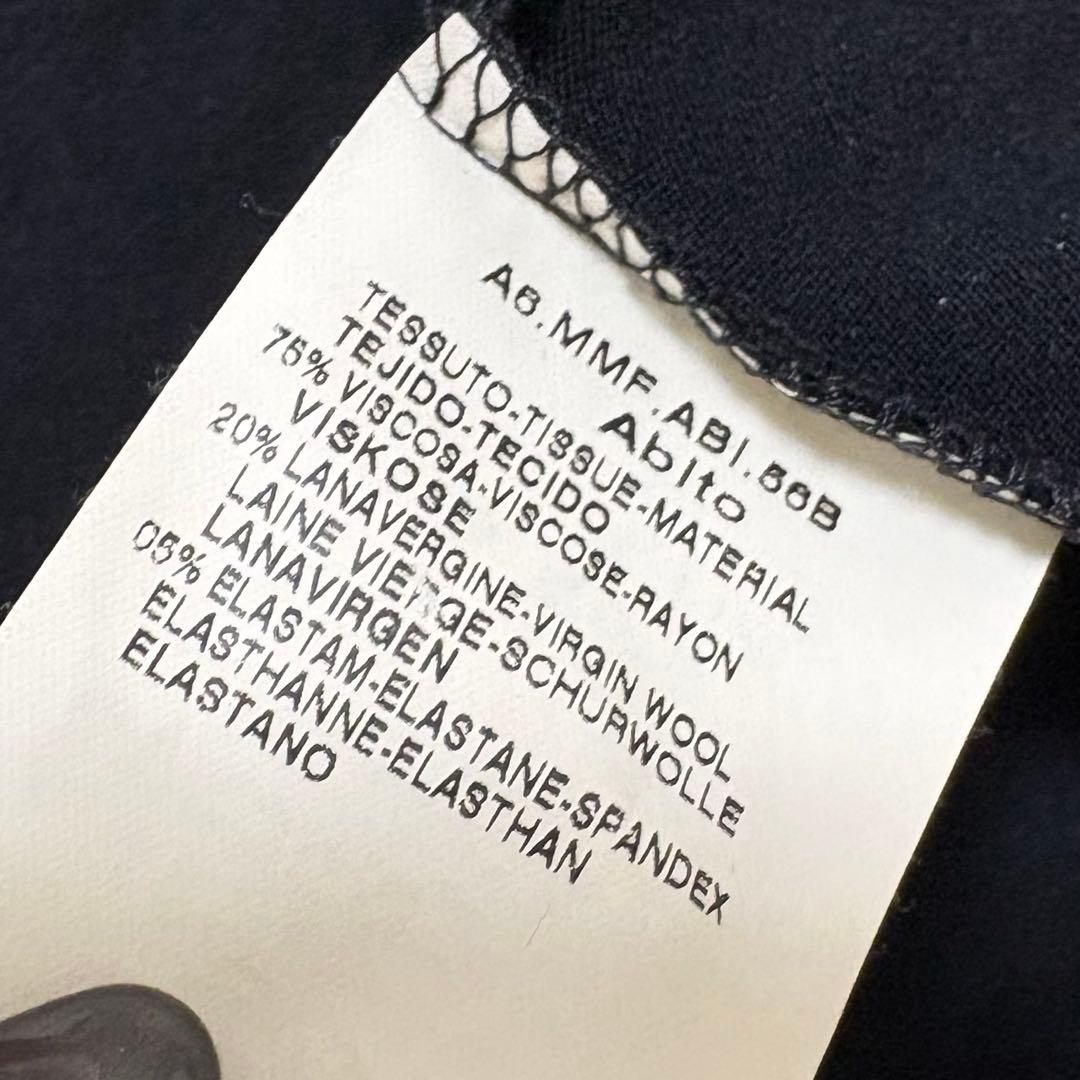 A6.MMF.ABI.56B
Abito
TESSUTO-TISSUE-MATERIAL
TEJIDO-TECIDO
75% VISCOSA-VISCOSE-RAYON
VISKOSE
20% LANAVERGINE-VIRGIN WOOL
LAINE VIERGE-SCHURWOLLE
LANAVIRGEN
05% ELASTAM-ELASTANE-SPANDEX
ELASTHANNE-ELASTHAN
ELASTANO